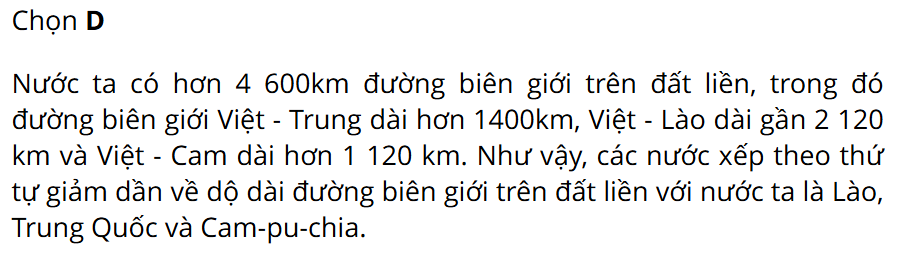 Chọn D
Nước ta có hơn 4 600km đường biên giới trên đất liền, trong đó
đường biên giới Việt - Trung dài hơn 1400km, Việt - Lào dài gần 2 120
km và Việt - Cam dài hơn 1 120 km. Như vậy, các nước xếp theo thứ
tự giảm dần về dộ dài đường biên giới trên đất liền với nước ta là Lào,
Trung Quốc và Cam-pu-chia.